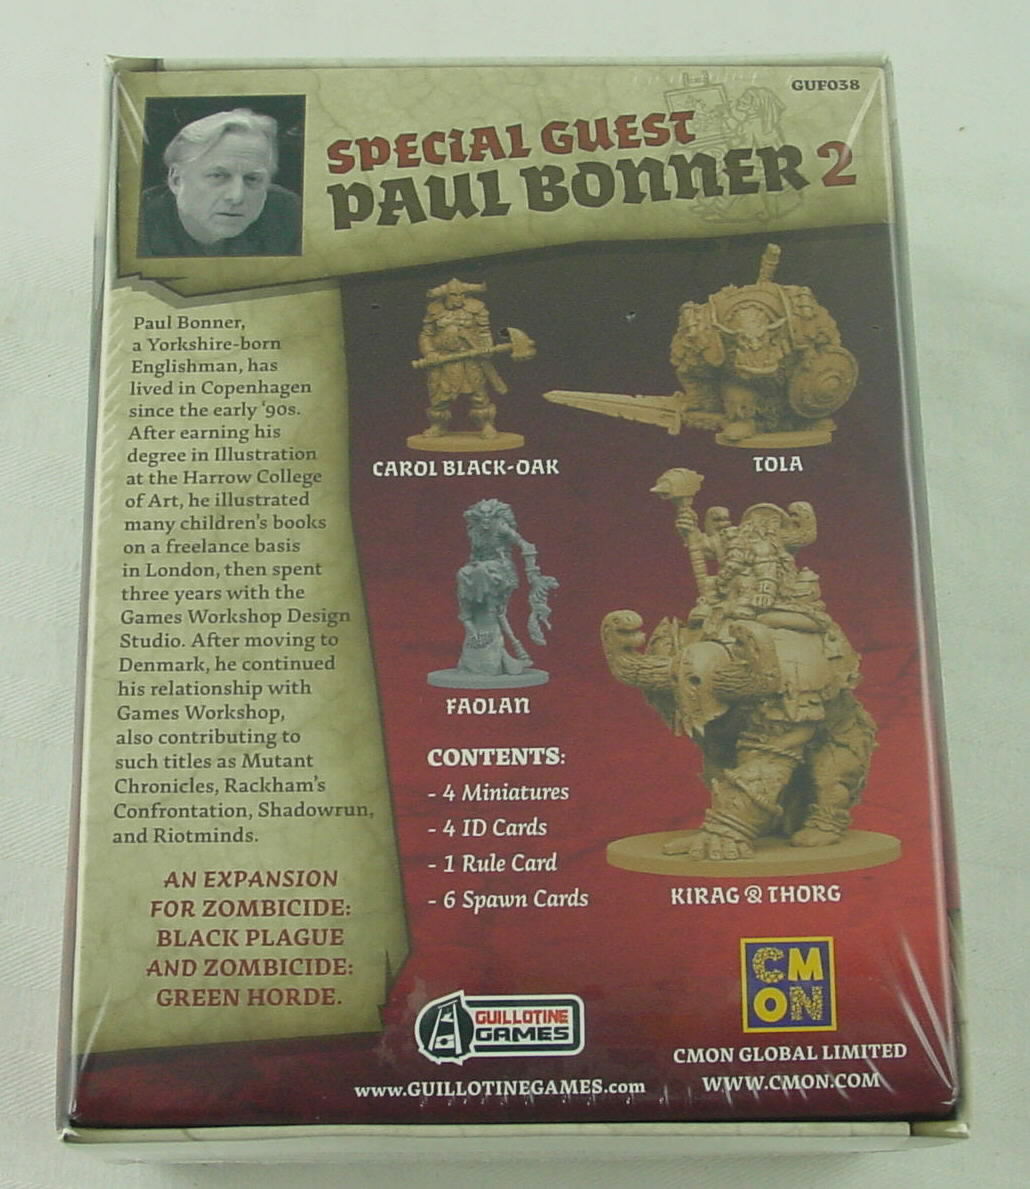 GUF038
SPECIAL GUEST
PAUL BONNER 2
Paul Bonner,
a Yorkshire-born
Englishman, has
lived in Copenhagen
since the early ‘90s.
After earning his
degree in Illustration
at the Harrow College
of Art, he illustrated
many children's books
on a freelance basis
in London, then spent
three years with the
Games Workshop Design
Studio. After moving to
Denmark, he continued
his relationship with
Games Workshop,
also contributing to
such titles as Mutant
Chronicles, Rackham's
Confrontation, Shadowrun,
and Riotminds.
AN EXPANSION
FOR ZOMBICIDE:
BLACK PLAGUE
AND ZOMBICIDE:
GREEN HORDE.
CAROL BLACK-OAK
TOLA
FAOLAN
KIRAG & THORG
CONTENTS:
- 4 Miniatures
- 4 ID Cards
- 1 Rule Card
- 6 Spawn Cards
GUILLOTINE
GAMES
www.GUILLOTINEGAMES.com
CM
ON
CMON GLOBAL LIMITED
WWW.CMON.COM